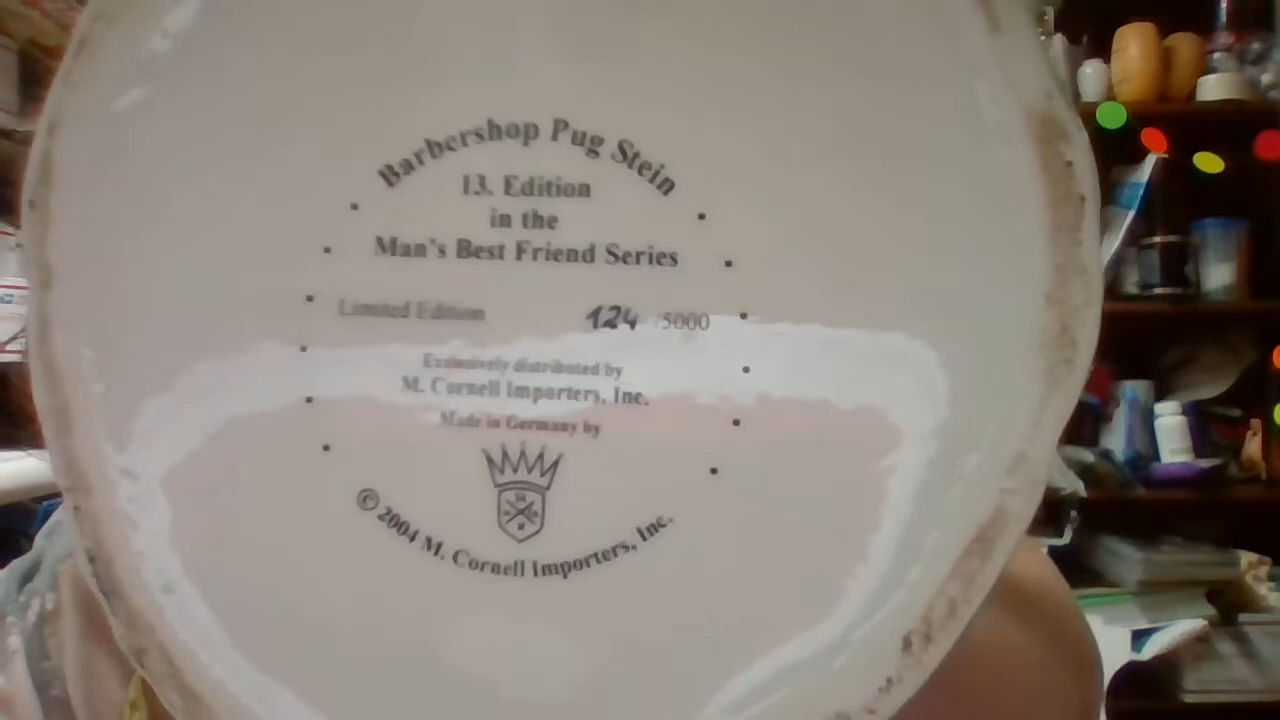 Barbershop Pug Stein
13. Edition
in the
Man's Best Friend Series
Limited Edition 124 /5000
Exclusively distributed by
M. Cornell Importers, Inc.
Made in Germany by
© 2004 M. Cornell Importers, Inc.